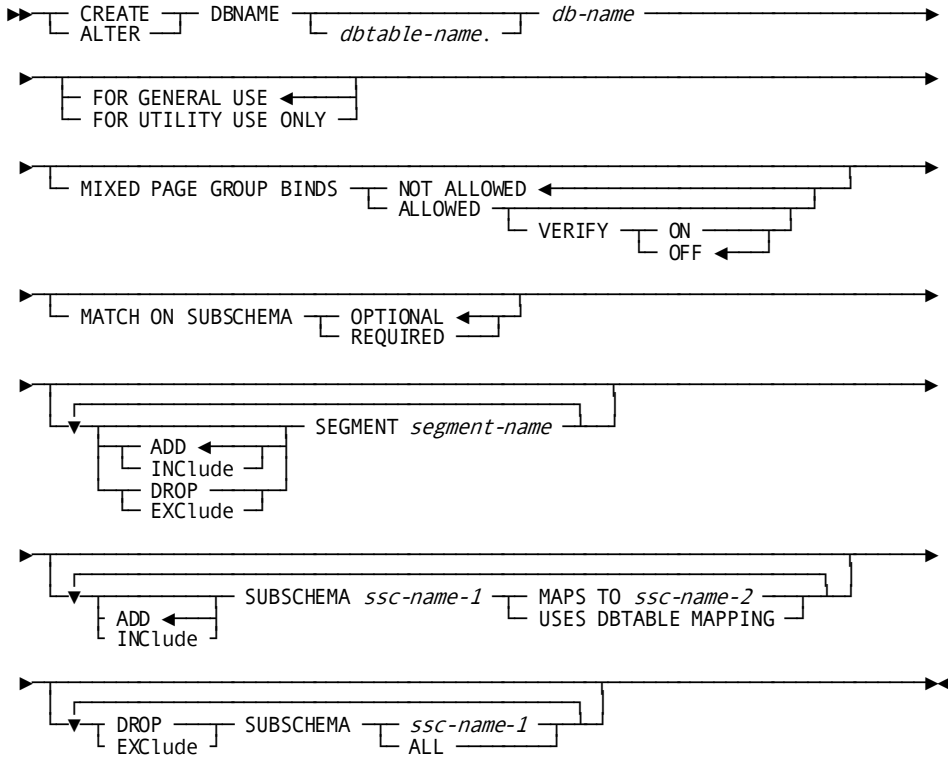 CREATE DBNAME db-name
ALTER dbtable-name.
FOR GENERAL USE
FOR UTILITY USE ONLY
MIXED PAGE GROUP BINDS NOT ALLOWED
ALLOWED
VERIFY ON
OFF
MATCH ON SUBSCHEMA OPTIONAL
REQUIRED
SEGMENT segment-name
ADD
INClude
DROP
EXClude
SUBSCHEMA ssc-name-1 MAPS TO ssc-name-2
ADD USES DBTABLE MAPPING
INClude
DROP SUBSCHEMA ssc-name-1
EXClude ALL